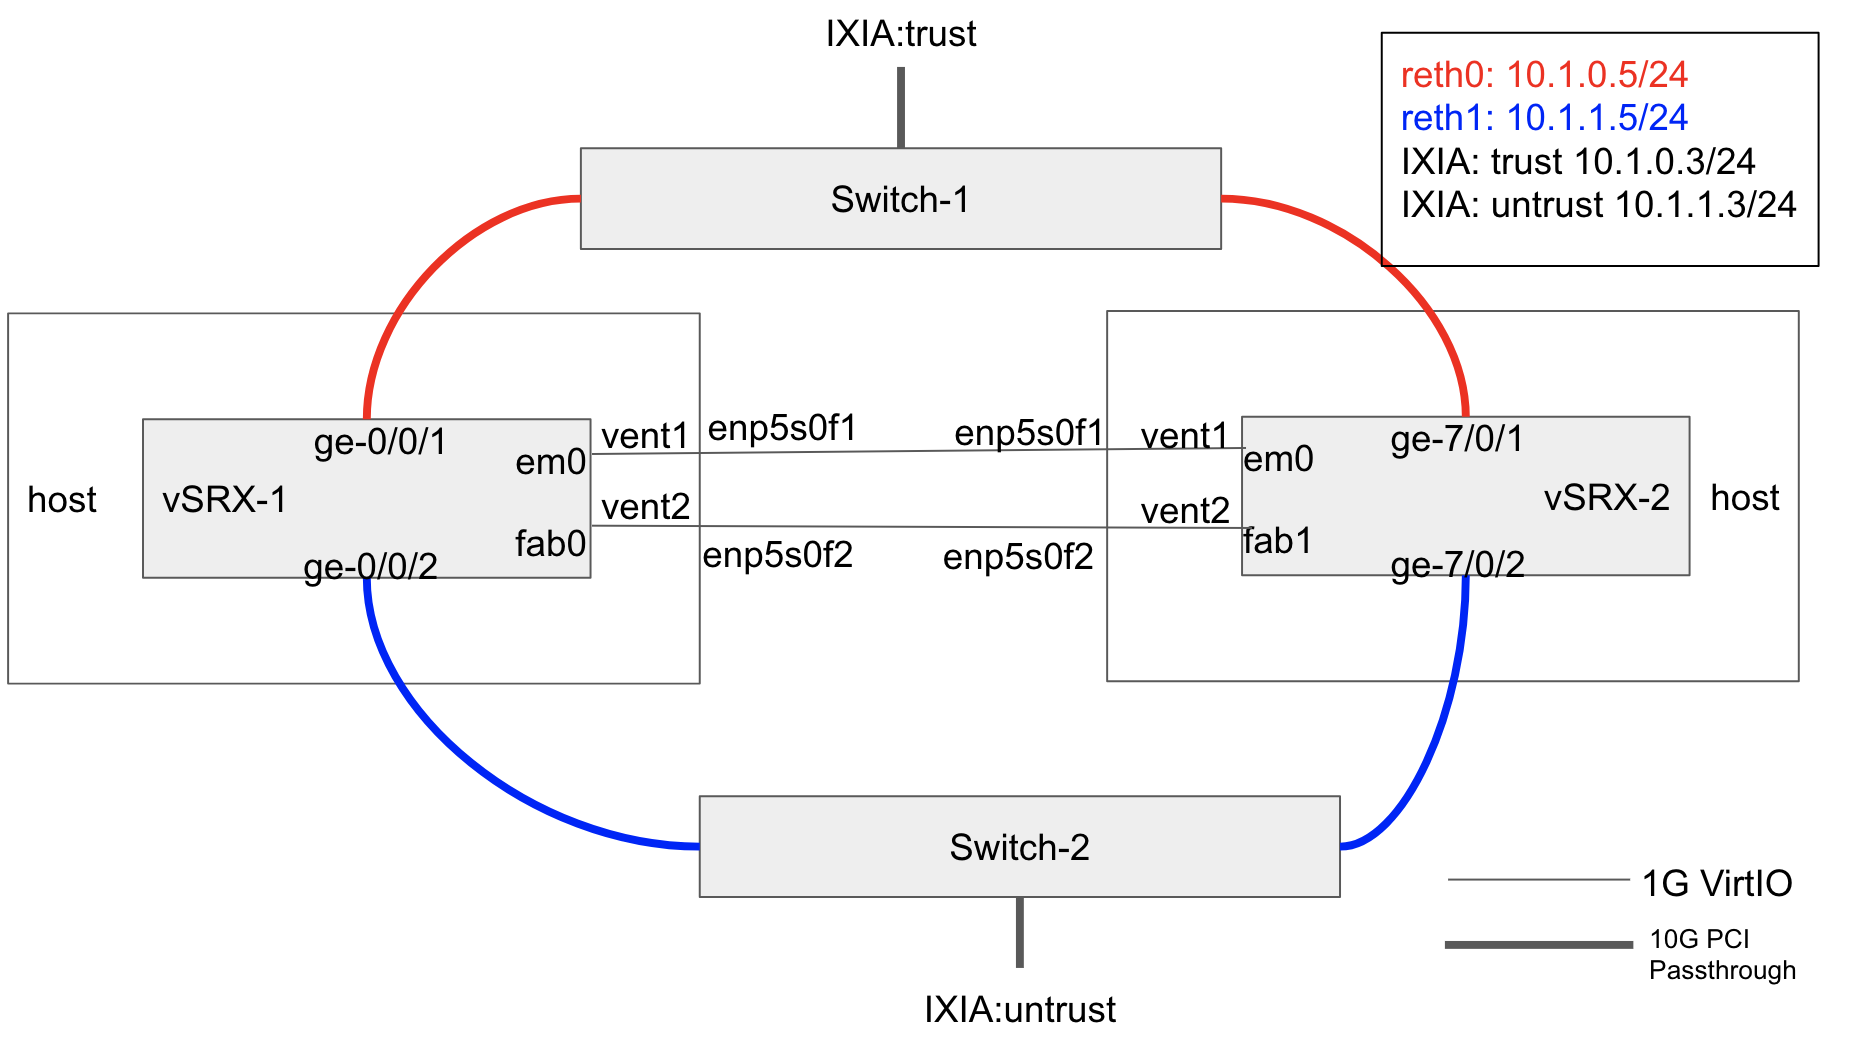 IXIA:trust
reth0: 10.1.0.5/24
reth1: 10.1.1.5/24
IXIA: trust 10.1.0.3/24
IXIA: untrust 10.1.1.3/24
Switch-1
host
vSRX-1
ge-0/0/1
em0
fab0
ge-0/0/2
vent1
vent2
enp5s0f1
enp5s0f2
enp5s0f1
enp5s0f2
vent1
vent2
em0
fab1
ge-7/0/1
vSRX-2
ge-7/0/2
host
Switch-2
IXIA:untrust
1G VirtIO
10G PCI
Passthrough